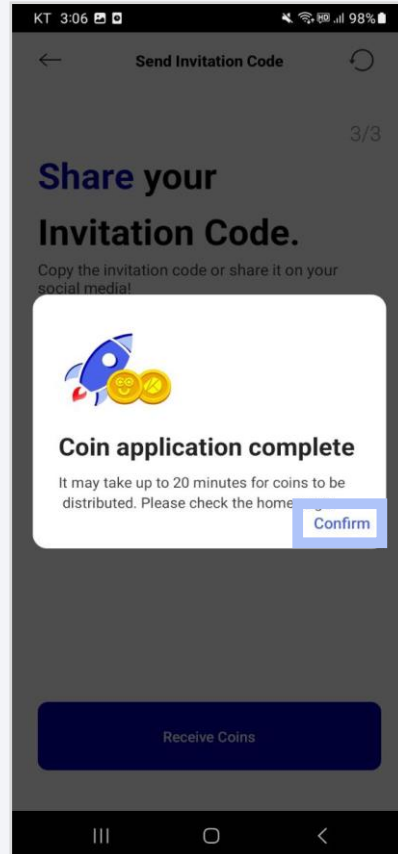 KT 3:06 98%
Send Invitation Code
3/3
Share your
Invitation Code.
Copy the invitation code or share it on your
social media!
Coin application complete
It may take up to 20 minutes for coins to be
distributed. Please check the home
Confirm
Receive Coins